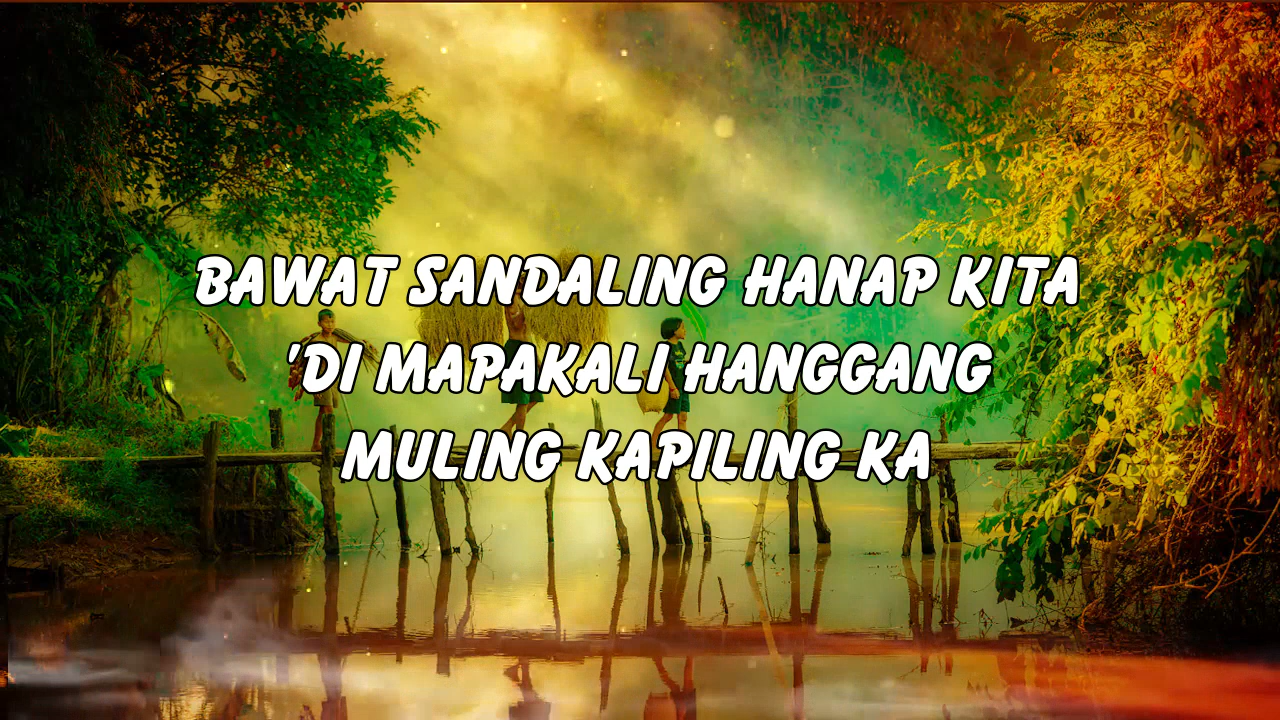 BAWAT SANDALING HANAP KITA
'DI MAPAKALI HANGGANG
MULING KAPILING KA